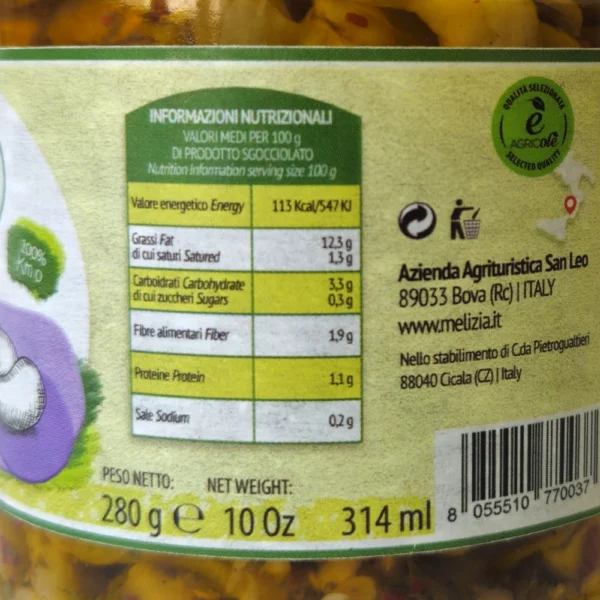 INFORMAZIONI NUTRIZIONALI
VALORI MEDI PER 100 g
DI PRODOTTO SGOCCIOLATO
Nutrition Information serving size 100 g
Valore energetico Energy 113 Kcal/547 KJ
Grassi Fat 12,3 g
di cui saturi Satured 1,3 g
Carboidrati Carbohydrate 3,3 g
di cui zuccheri Sugars 0,3 g
Fibre alimentari Fiber 1,9 g
Proteine Protein 1,1 g
Sale Sodium 0,2 g
100%
Km 0
PESO NETTO: NET WEIGHT:
280 g ℮ 10 Oz 314 ml
QUALITÀ SELEZIONATA
e
AGRICOlè
SELECTED QUALITY
Azienda Agrituristica San Leo
89033 Bova (Rc) | ITALY
www.melizia.it
Nello stabilimento di C.da Pietrogualtieri
88040 Cicala (CZ) | Italy
8 055510 770037